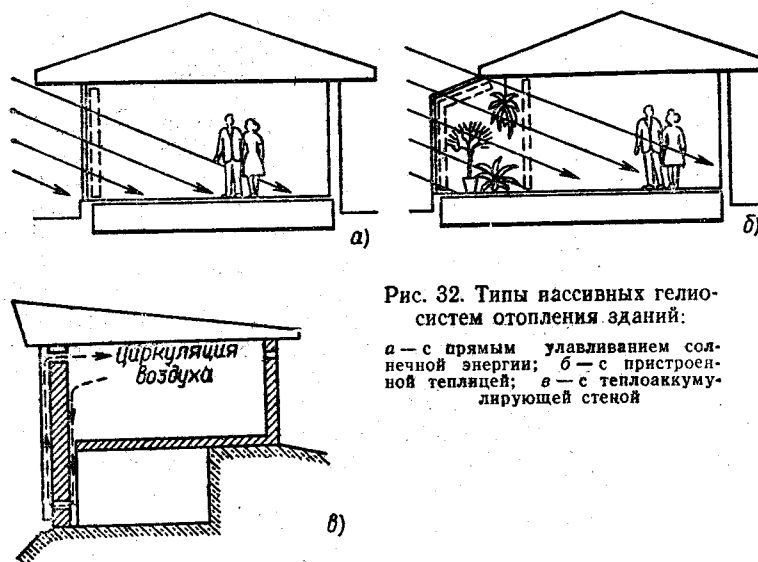 а)
б)
Рис. 32. Типы пассивных гелио-
систем отопления зданий:
а — с прямым улавливанием сол-
нечной энергии; б — с пристроен-
ной теплицей; в — с теплоаккуму-
лирующей стеной
циркуляция
воздуха
в)